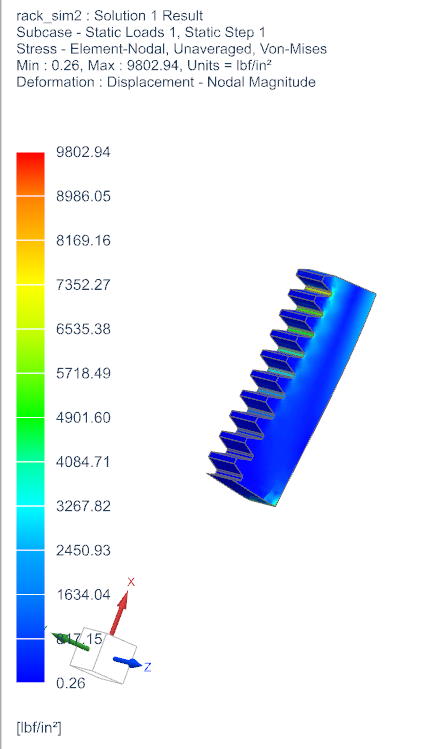 rack_sim2 : Solution 1 Result
Subcase - Static Loads 1, Static Step 1
Stress - Element-Nodal, Unaveraged, Von-Mises
Min : 0.26, Max : 9802.94, Units = lbf/in²
Deformation : Displacement - Nodal Magnitude
9802.94
8986.05
8169.16
7352.27
6535.38
5718.49
4901.60
4084.71
3267.82
2450.93
1634.04
817.15
0.26
X
Y
Z
[lbf/in²]